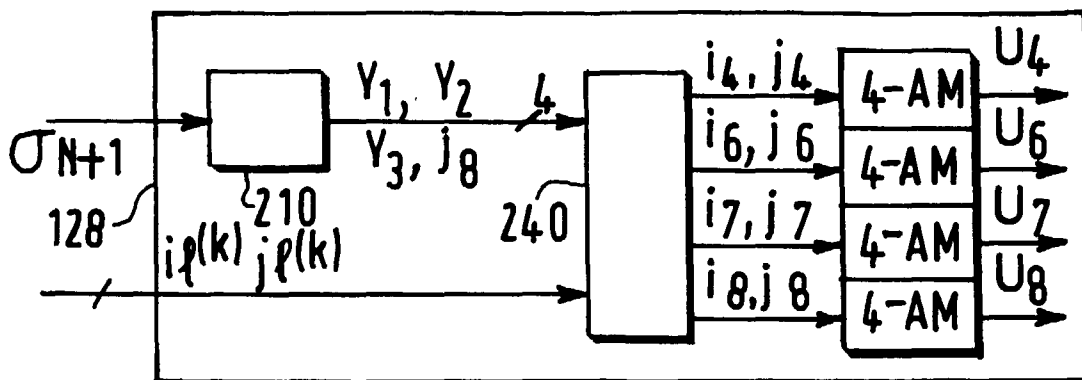 σN+1
128
210
Y1, Y2
Y3, j8
4
iℓ(k) jℓ(k)
240
i4, j4
i6, j6
i7, j7
i8, j8
4-AM
4-AM
4-AM
4-AM
U4
U6
U7
U8